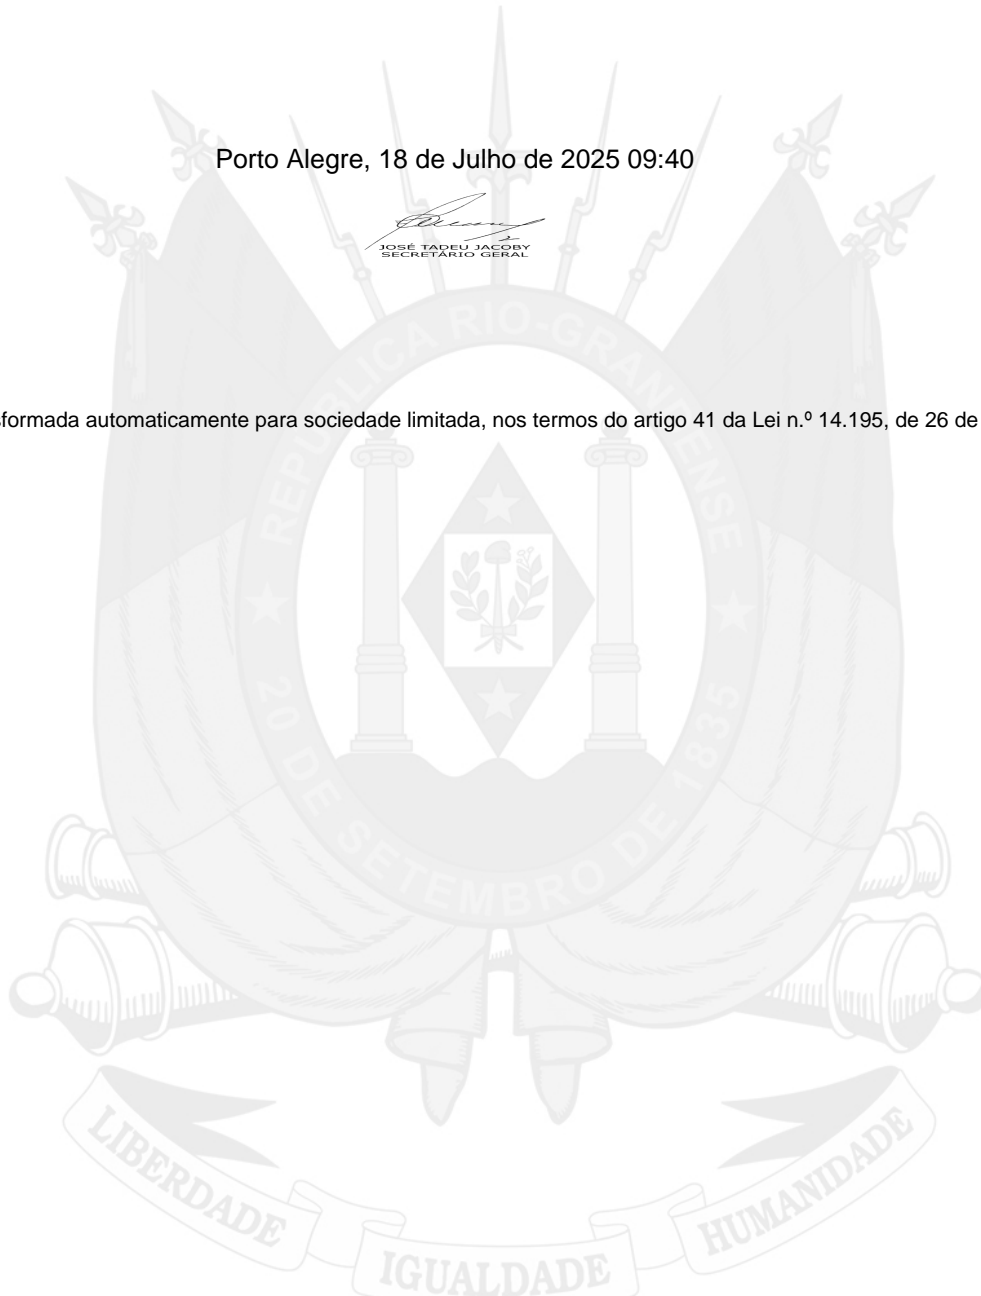 Porto Alegre, 18 de Julho de 2025 09:40
JOSÉ TADEU JACOBY
SECRETÁRIO GERAL
REPUBLICA RIO-GRANDENSE
formada automaticamente para sociedade limitada, nos termos do artigo 41 da Lei n.º 14.195, de 26 de
20 DE SETEMBRO DE 1835
LIBERDADE
IGUALDADE
HUMANIDADE